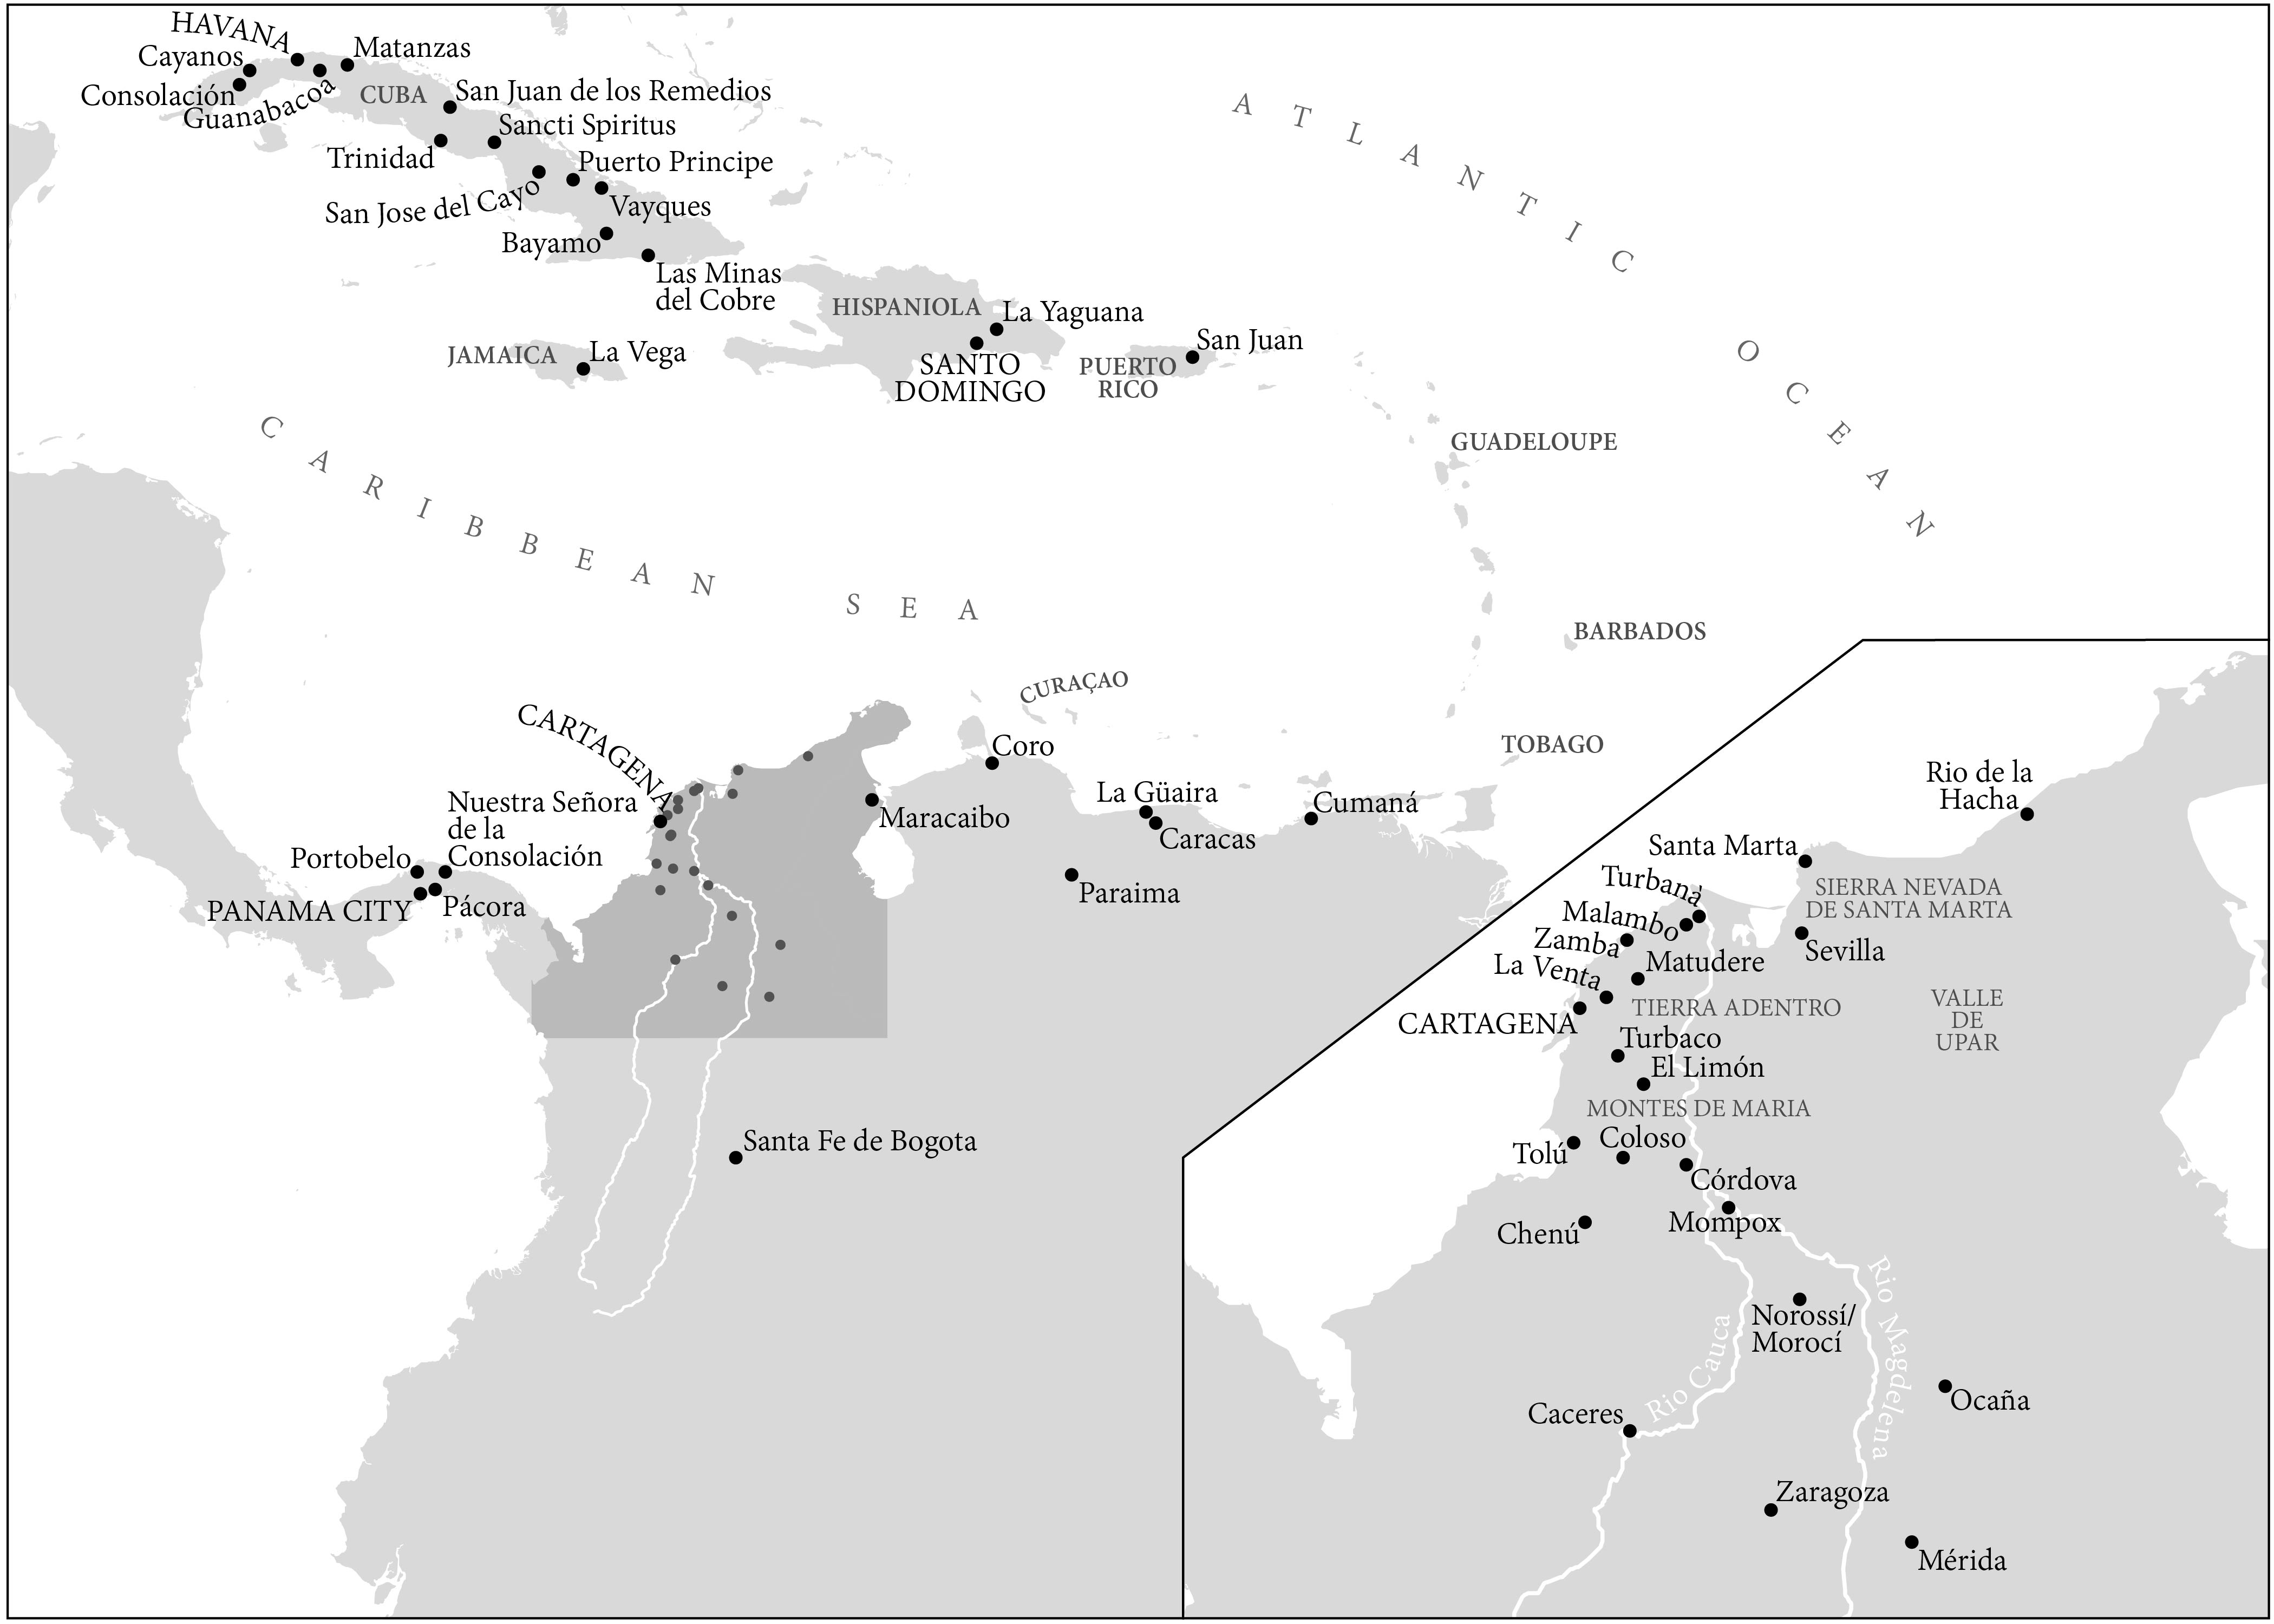 HAVANA
Cayanos
Consolación
Guanabacoa
Matanzas
CUBA
San Juan de los Remedios
Sancti Spiritus
Trinidad
Puerto Principe
San Jose del Cayo
Vayques
Bayamo
Las Minas
del Cobre
HISPANIOLA
La Yaguana
SANTO
DOMINGO
JAMAICA
La Vega
San Juan
PUERTO
RICO
ATLANTIC OCEAN
GUADELOUPE
CARIBBEAN SEA
BARBADOS
CURAÇAO
TOBAGO
CARTAGENA
Coro
La Güaira
Caracas
Cumaná
Maracaibo
Paraima
Nuestra Señora
de la
Consolación
Portobelo
PANAMA CITY
Pácora
Santa Fe de Bogota
Rio de la
Hacha
Santa Marta
Turbana
SIERRA NEVADA
DE SANTA MARTA
Malambo
Zamba
Sevilla
La Venta
Matudere
TIERRA ADENTRO
VALLE
DE
UPAR
CARTAGENA
Turbaco
El Limón
MONTES DE MARIA
Tolú
Coloso
Córdova
Mompox
Chenú
Norossí/
Morocí
Rio Cauca
Rio Magdelena
Ocaña
Caceres
Zaragoza
Mérida